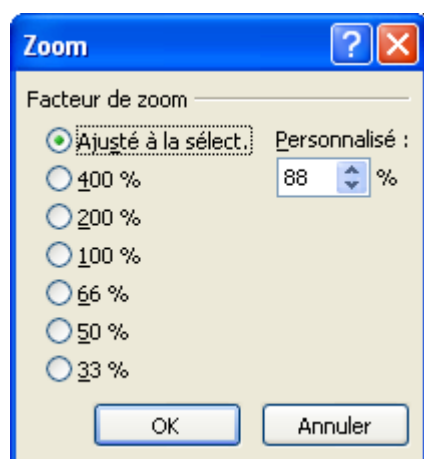 Zoom
Facteur de zoom
Ajusté à la sélect.
Personnalisé :
400 %
88 %
200 %
100 %
66 %
50 %
33 %
OK
Annuler